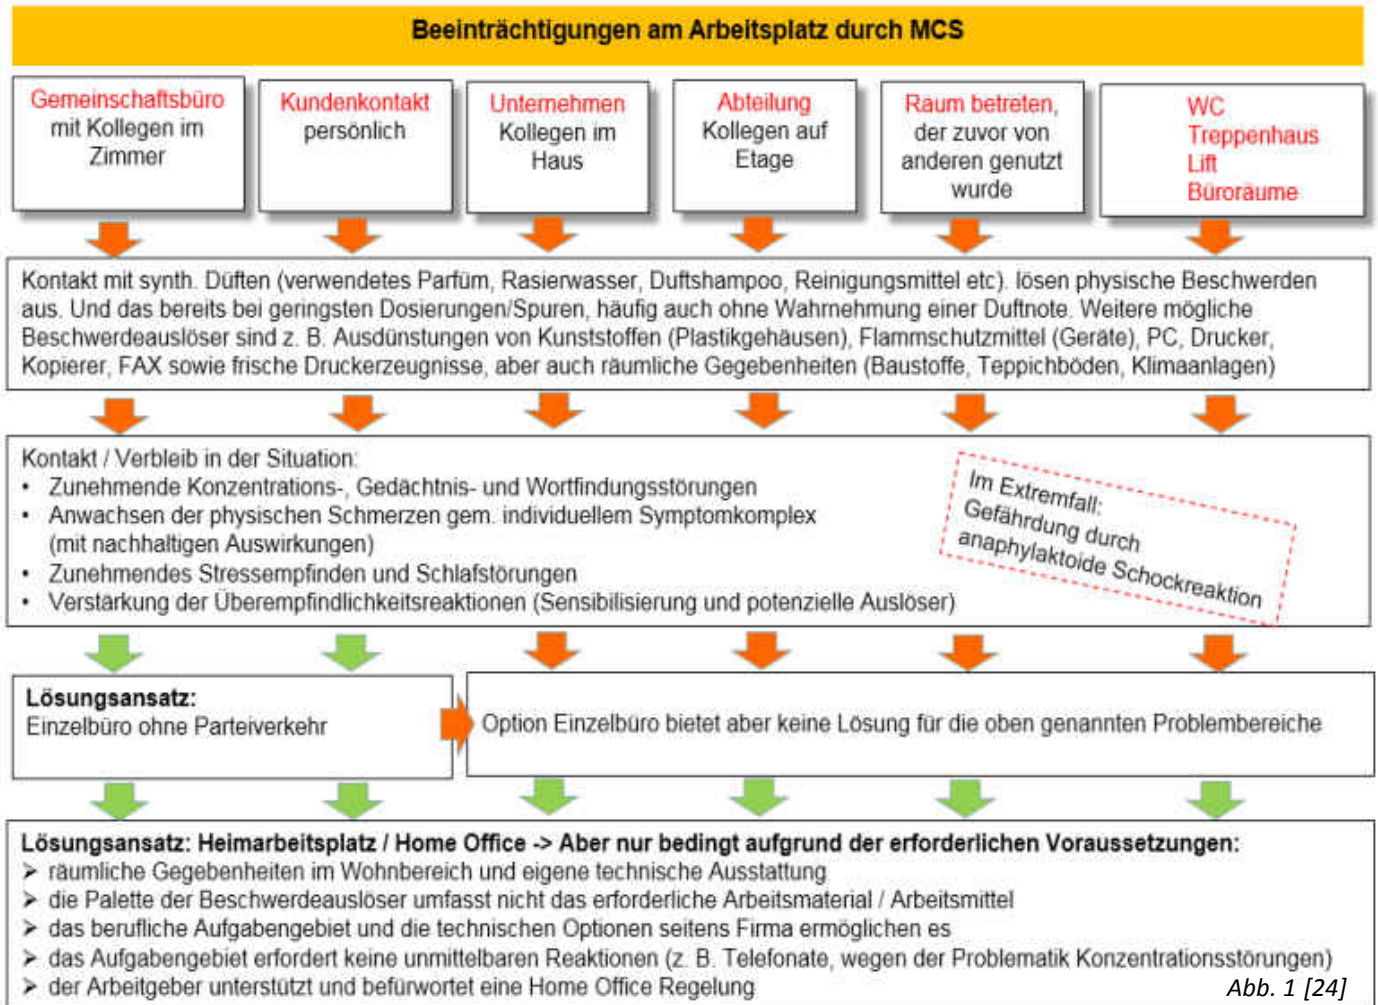 Beeinträchtigungen am Arbeitsplatz durch MCS
Gemeinschaftsbüro
mit Kollegen im
Zimmer
Kundenkontakt
persönlich
Unternehmen
Kollegen im
Haus
Abteilung
Kollegen auf
Etage
Raum betreten,
der zuvor von
anderen genutzt
wurde
WC
Treppenhaus
Lift
Büroräume
Kontakt mit synth. Düften (verwendetes Parfüm, Rasierwasser, Duftshampoo, Reinigungsmittel etc). lösen physische Beschwerden
aus. Und das bereits bei geringsten Dosierungen/Spuren, häufig auch ohne Wahrnehmung einer Duftnote. Weitere mögliche
Beschwerdeauslöser sind z. B. Ausdünstungen von Kunststoffen (Plastikgehäusen), Flammschutzmittel (Geräte), PC, Drucker,
Kopierer, FAX sowie frische Druckerzeugnisse, aber auch räumliche Gegebenheiten (Baustoffe, Teppichböden, Klimaanlagen)
Kontakt / Verbleib in der Situation:
• Zunehmende Konzentrations-, Gedächtnis- und Wortfindungsstörungen
• Anwachsen der physischen Schmerzen gem. individuellem Symptomkomplex
(mit nachhaltigen Auswirkungen)
• Zunehmendes Stressempfinden und Schlafstörungen
• Verstärkung der Überempfindlichkeitsreaktionen (Sensibilisierung und potenzielle Auslöser)
Im Extremfall:
Gefährdung durch
anaphylaktoide Schockreaktion
Lösungsansatz:
Einzelbüro ohne Parteiverkehr
Option Einzelbüro bietet aber keine Lösung für die oben genannten Problembereiche
Lösungsansatz: Heimarbeitsplatz / Home Office -> Aber nur bedingt aufgrund der erforderlichen Voraussetzungen:
➤ räumliche Gegebenheiten im Wohnbereich und eigene technische Ausstattung
➤ die Palette der Beschwerdeauslöser umfasst nicht das erforderliche Arbeitsmaterial / Arbeitsmittel
➤ das berufliche Aufgabengebiet und die technischen Optionen seitens Firma ermöglichen es
➤ das Aufgabengebiet erfordert keine unmittelbaren Reaktionen (z. B. Telefonate, wegen der Problematik Konzentrationsstörungen)
➤ der Arbeitgeber unterstützt und befürwortet eine Home Office Regelung
Abb. 1 [24]